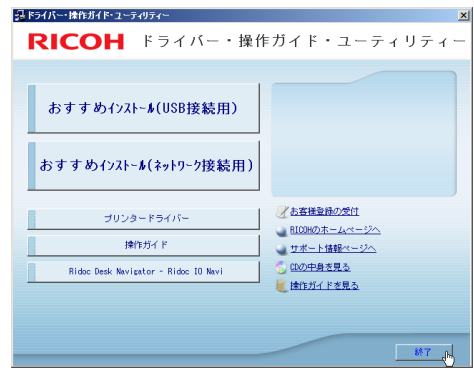 ドライバー・操作ガイド・ユーティリティー
RICOH ドライバー・操作ガイド・ユーティリティー
おすすめインストール(USB接続用)
おすすめインストール(ネットワーク接続用)
プリンタードライバー
操作ガイド
Ridoc Desk Navigator - Ridoc IO Navi
お客様登録の受付
RICOHのホームページへ
サポート情報ページへ
CDの中身を見る
操作ガイドを見る
終了